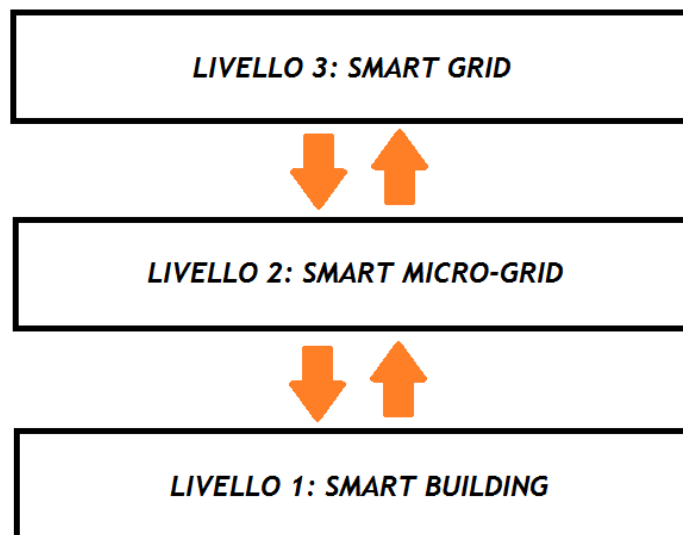 LIVELLO 3: SMART GRID
LIVELLO 2: SMART MICRO-GRID
LIVELLO 1: SMART BUILDING